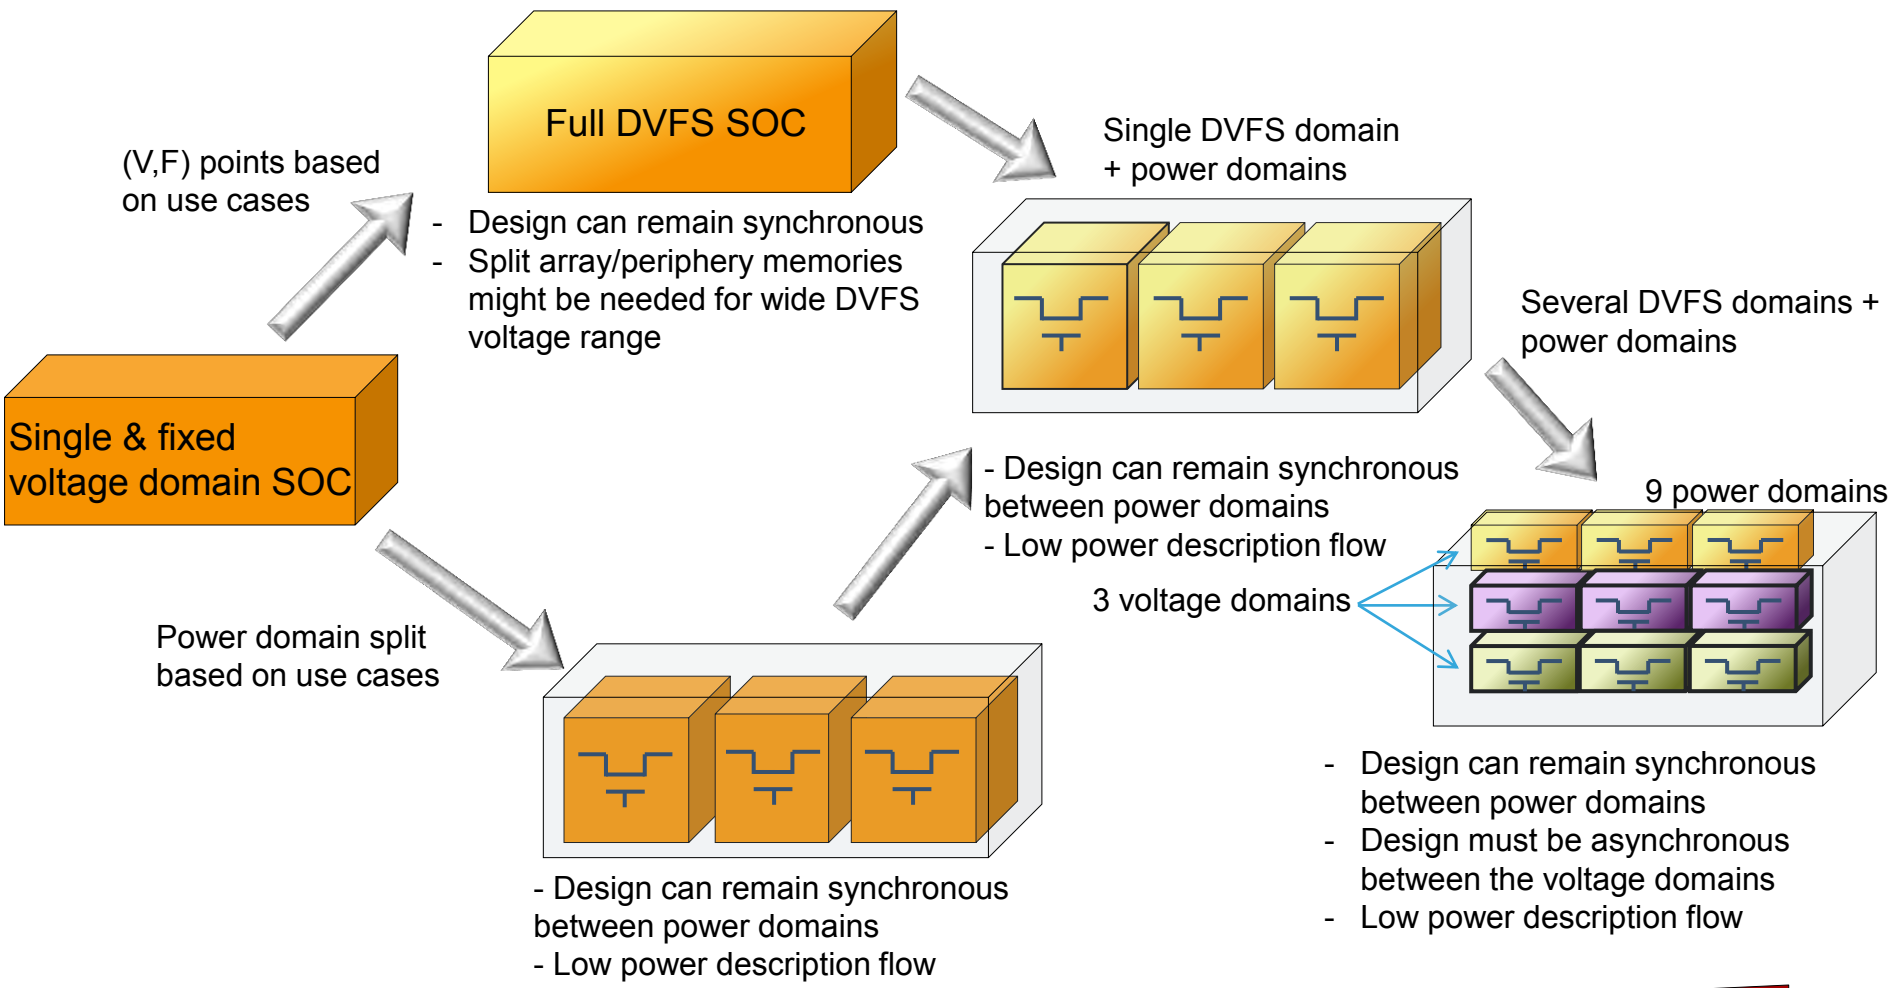 Full DVFS SOC
(V,F) points based
on use cases
- Design can remain synchronous
- Split array/periphery memories
might be needed for wide DVFS
voltage range
Single DVFS domain
+ power domains
Single & fixed
voltage domain SOC
Several DVFS domains +
power domains
- Design can remain synchronous
between power domains
- Low power description flow
9 power domains
3 voltage domains
Power domain split
based on use cases
- Design can remain synchronous
between power domains
- Low power description flow
- Design can remain synchronous
between power domains
- Design must be asynchronous
between the voltage domains
- Low power description flow